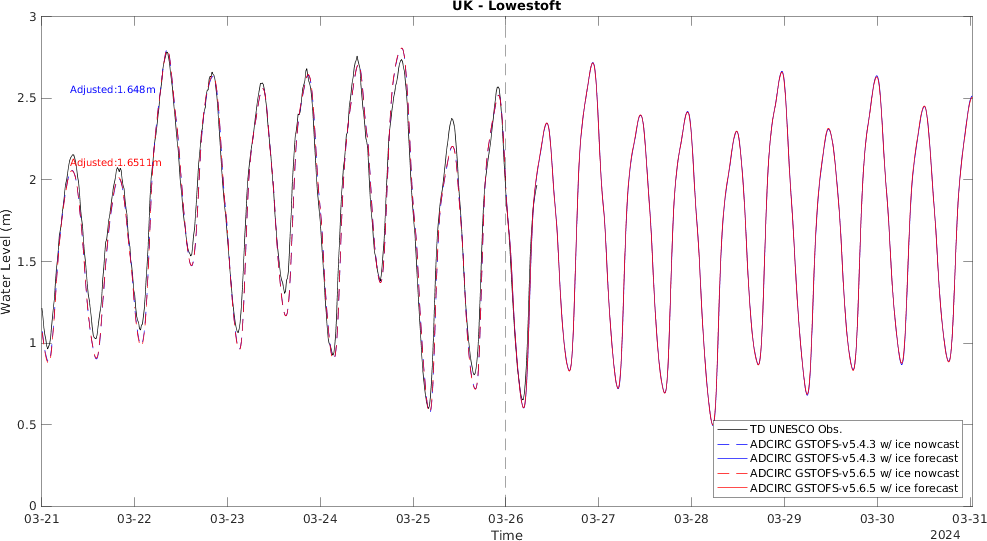 UK - Lowestoft
3
2.5
2
1.5
1
0.5
0
Water Level (m)
Adjusted:1.648m
Adjusted:1.6511m
TD UNESCO Obs.
ADCIRC GSTOFS-v5.4.3 w/ ice nowcast
ADCIRC GSTOFS-v5.4.3 w/ ice forecast
ADCIRC GSTOFS-v5.6.5 w/ ice nowcast
ADCIRC GSTOFS-v5.6.5 w/ ice forecast
03-21 03-22 03-23 03-24 03-25 03-26 03-27 03-28 03-29 03-30 03-31
Time
2024